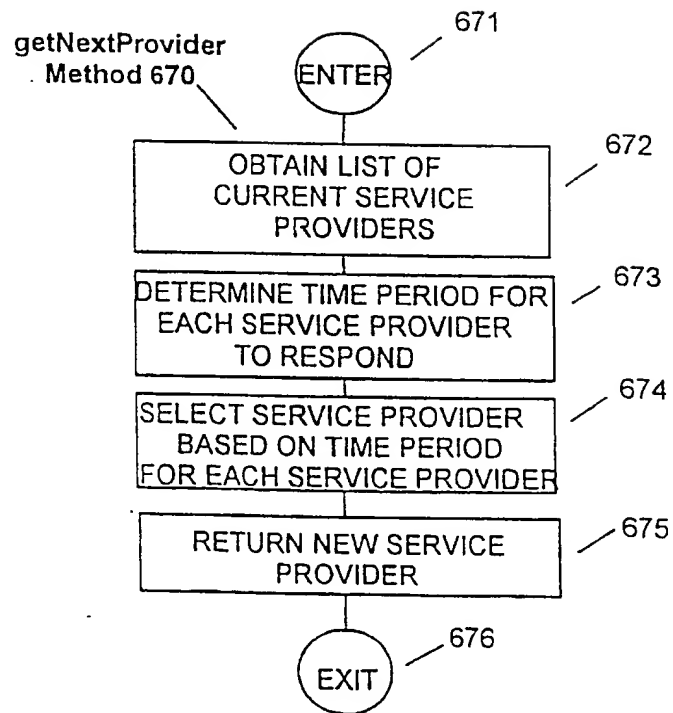 getNextProvider
Method 670
671
ENTER
672
OBTAIN LIST OF
CURRENT SERVICE
PROVIDERS
673
DETERMINE TIME PERIOD FOR
EACH SERVICE PROVIDER
TO RESPOND
674
SELECT SERVICE PROVIDER
BASED ON TIME PERIOD
FOR EACH SERVICE PROVIDER
675
RETURN NEW SERVICE
PROVIDER
676
EXIT